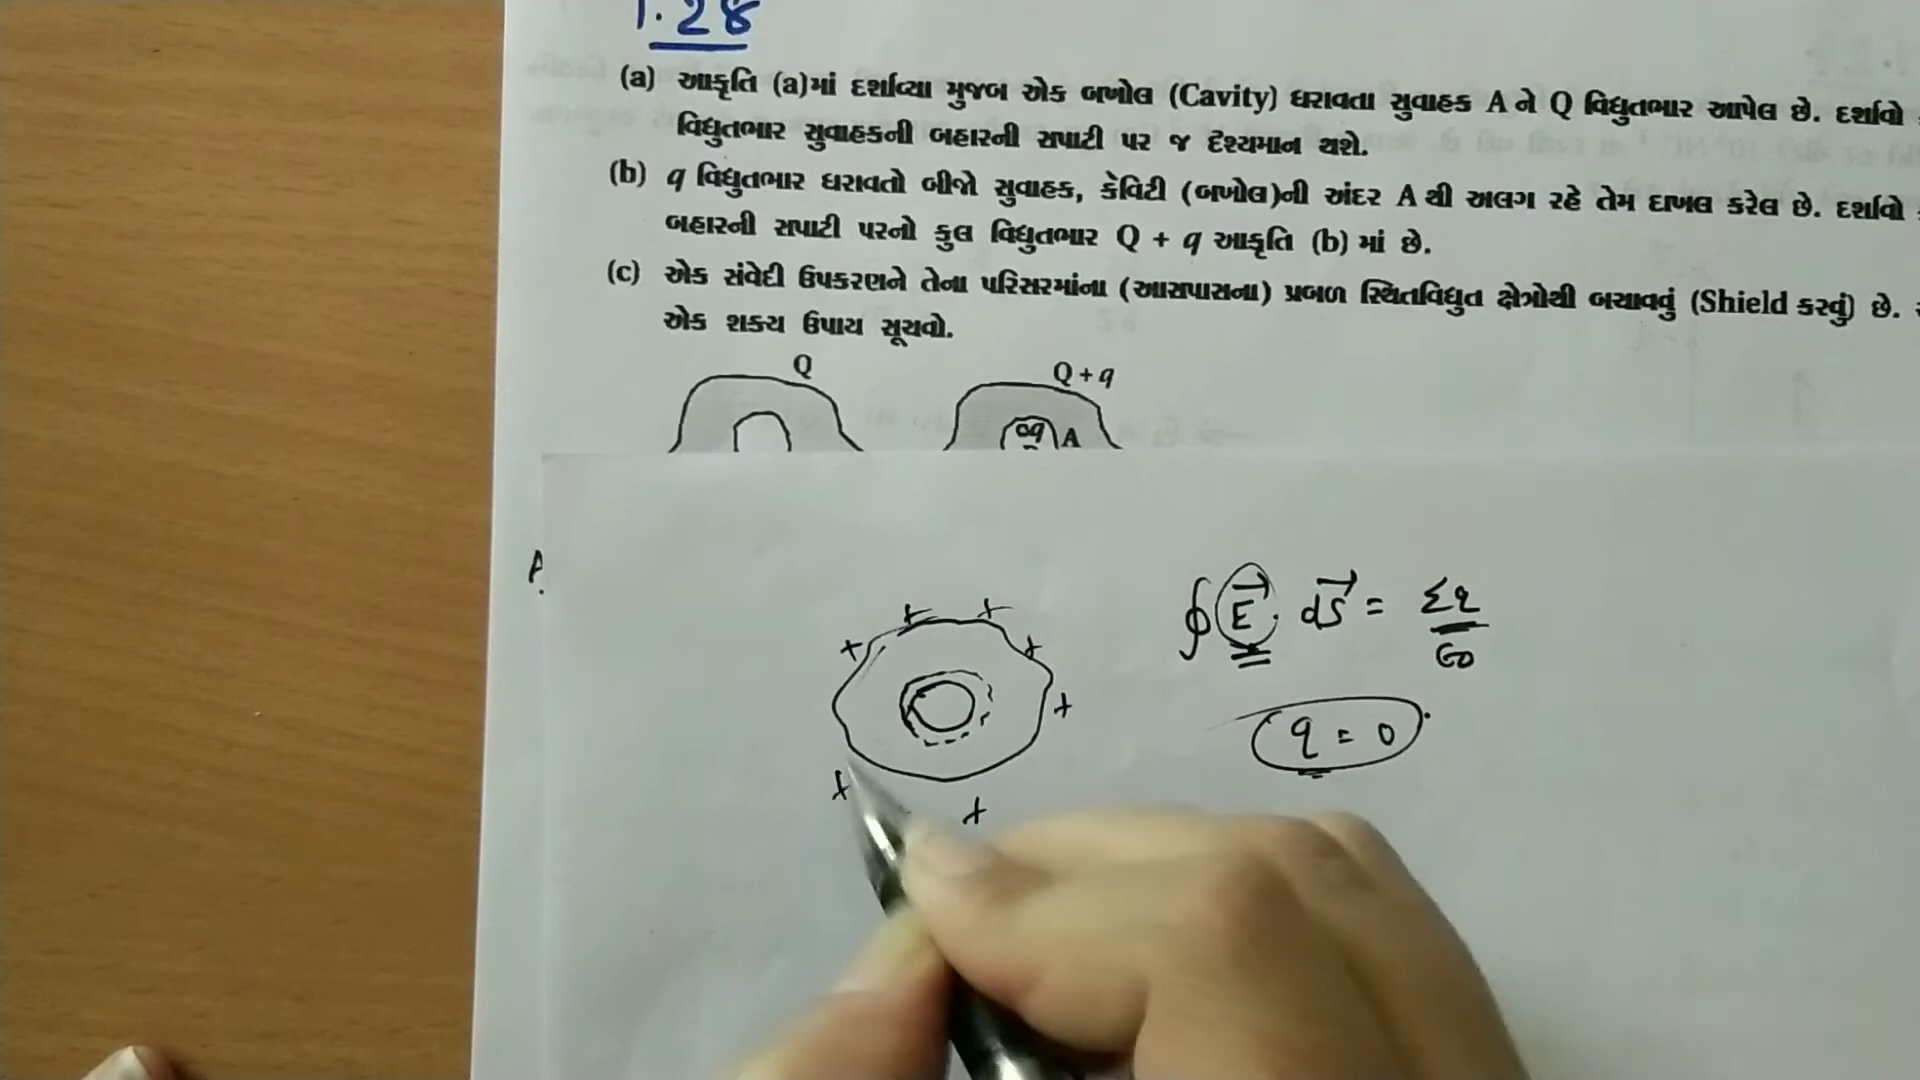 1.28
(a) આકૃતિ (a)માં દર્શાવ્યા મુજબ એક બખોલ (Cavity) ધરાવતા સુવાહક A ને Q વિદ્યુતભાર આપેલ છે. દર્શાવો
વિદ્યુતભાર સુવાહકની બહારની સપાટી પર જ દૃશ્યમાન થશે.
(b) q વિદ્યુતભાર ધરાવતો બીજો સુવાહક, કેવિટી (બખોલ)ની અંદર A થી અલગ રહે તેમ દાખલ કરેલ છે. દર્શાવો
બહારની સપાટી પરનો કુલ વિદ્યુતભાર Q + q આકૃતિ (b) માં છે.
(c) એક સંવેદી ઉપકરણને તેના પરિસરમાંના (આસપાસના) પ્રબળ સ્થિતવિદ્યુત ક્ષેત્રોથી બચાવવું (Shield કરવું) છે.
એક શક્ય ઉપાય સૂચવો.
Q
Q + q
q A
+ + + + + + +
∮ E⃗ · dS⃗ = Σq / ϵ0
q = 0